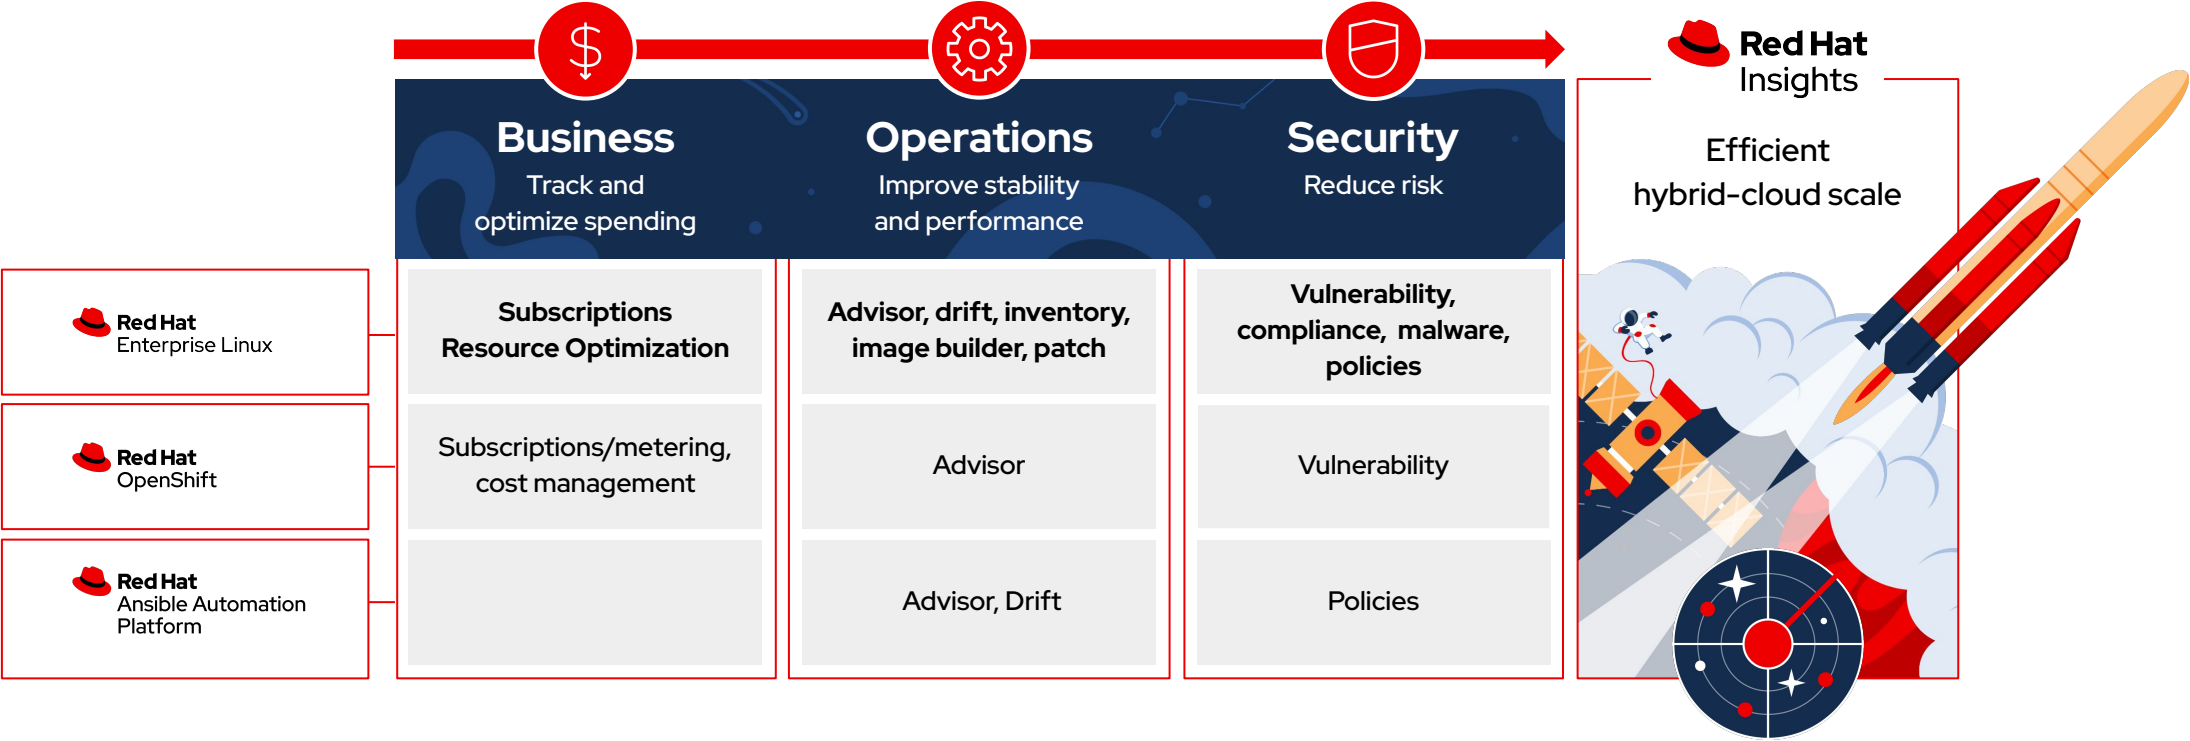 Business
Track and
optimize spending
Operations
Improve stability
and performance
Security
Reduce risk
Red Hat
Insights
Efficient
hybrid-cloud scale
Red Hat
Enterprise Linux
Subscriptions
Resource Optimization
Advisor, drift, inventory,
image builder, patch
Vulnerability,
compliance, malware,
policies
Red Hat
OpenShift
Subscriptions/metering,
cost management
Advisor
Vulnerability
Red Hat
Ansible Automation
Platform
Advisor, Drift
Policies